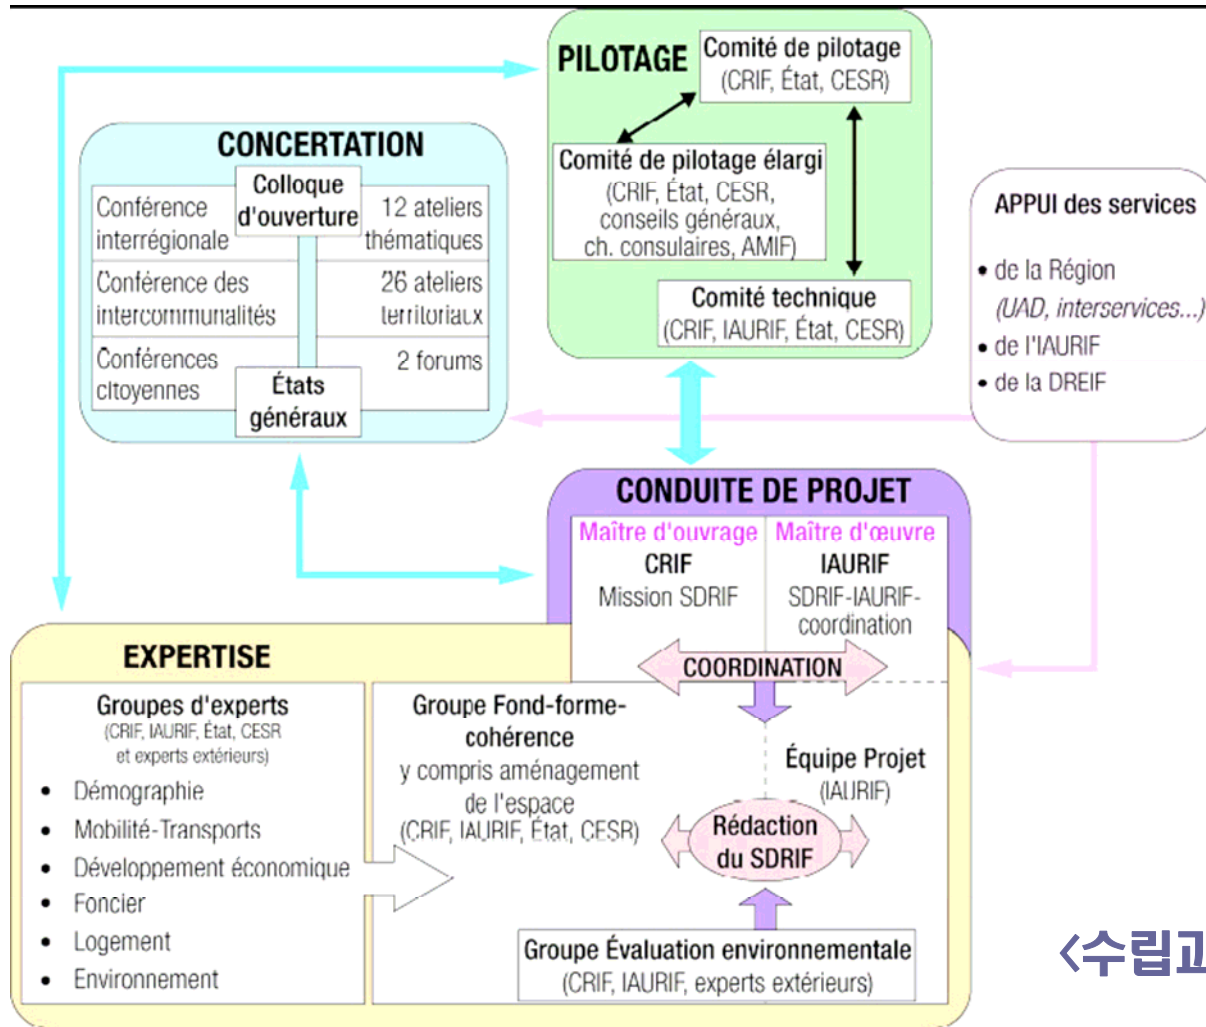 PILOTAGE
Comité de pilotage
(CRIF, État, CESR)
Comité de pilotage élargi
(CRIF, État, CESR,
conseils généraux,
ch. consulaires, AMIF)
Comité technique
(CRIF, IAURIF, État, CESR)
CONCERTATION
Colloque
d'ouverture
Conférence
interrégionale
12 ateliers
thématiques
Conférence des
intercommunalités
26 ateliers
territoriaux
Conférences
citoyennes
2 forums
États
généraux
APPUI des services
• de la Région
(UAD, interservices...)
• de l'IAURIF
• de la DREIF
CONDUITE DE PROJET
Maître d'ouvrage
CRIF
Mission SDRIF
Maître d'œuvre
IAURIF
SDRIF-IAURIF-
coordination
COORDINATION
EXPERTISE
Groupes d'experts
(CRIF, IAURIF, État, CESR
et experts extérieurs)
• Démographie
• Mobilité-Transports
• Développement économique
• Foncier
• Logement
• Environnement
Groupe Fond-forme-
cohérence
y compris aménagement
de l'espace
(CRIF, IAURIF, État, CESR)
Équipe Projet
(IAURIF)
Rédaction
du SDRIF
Groupe Évaluation environnementale
(CRIF, IAURIF, experts extérieurs)
<수립과